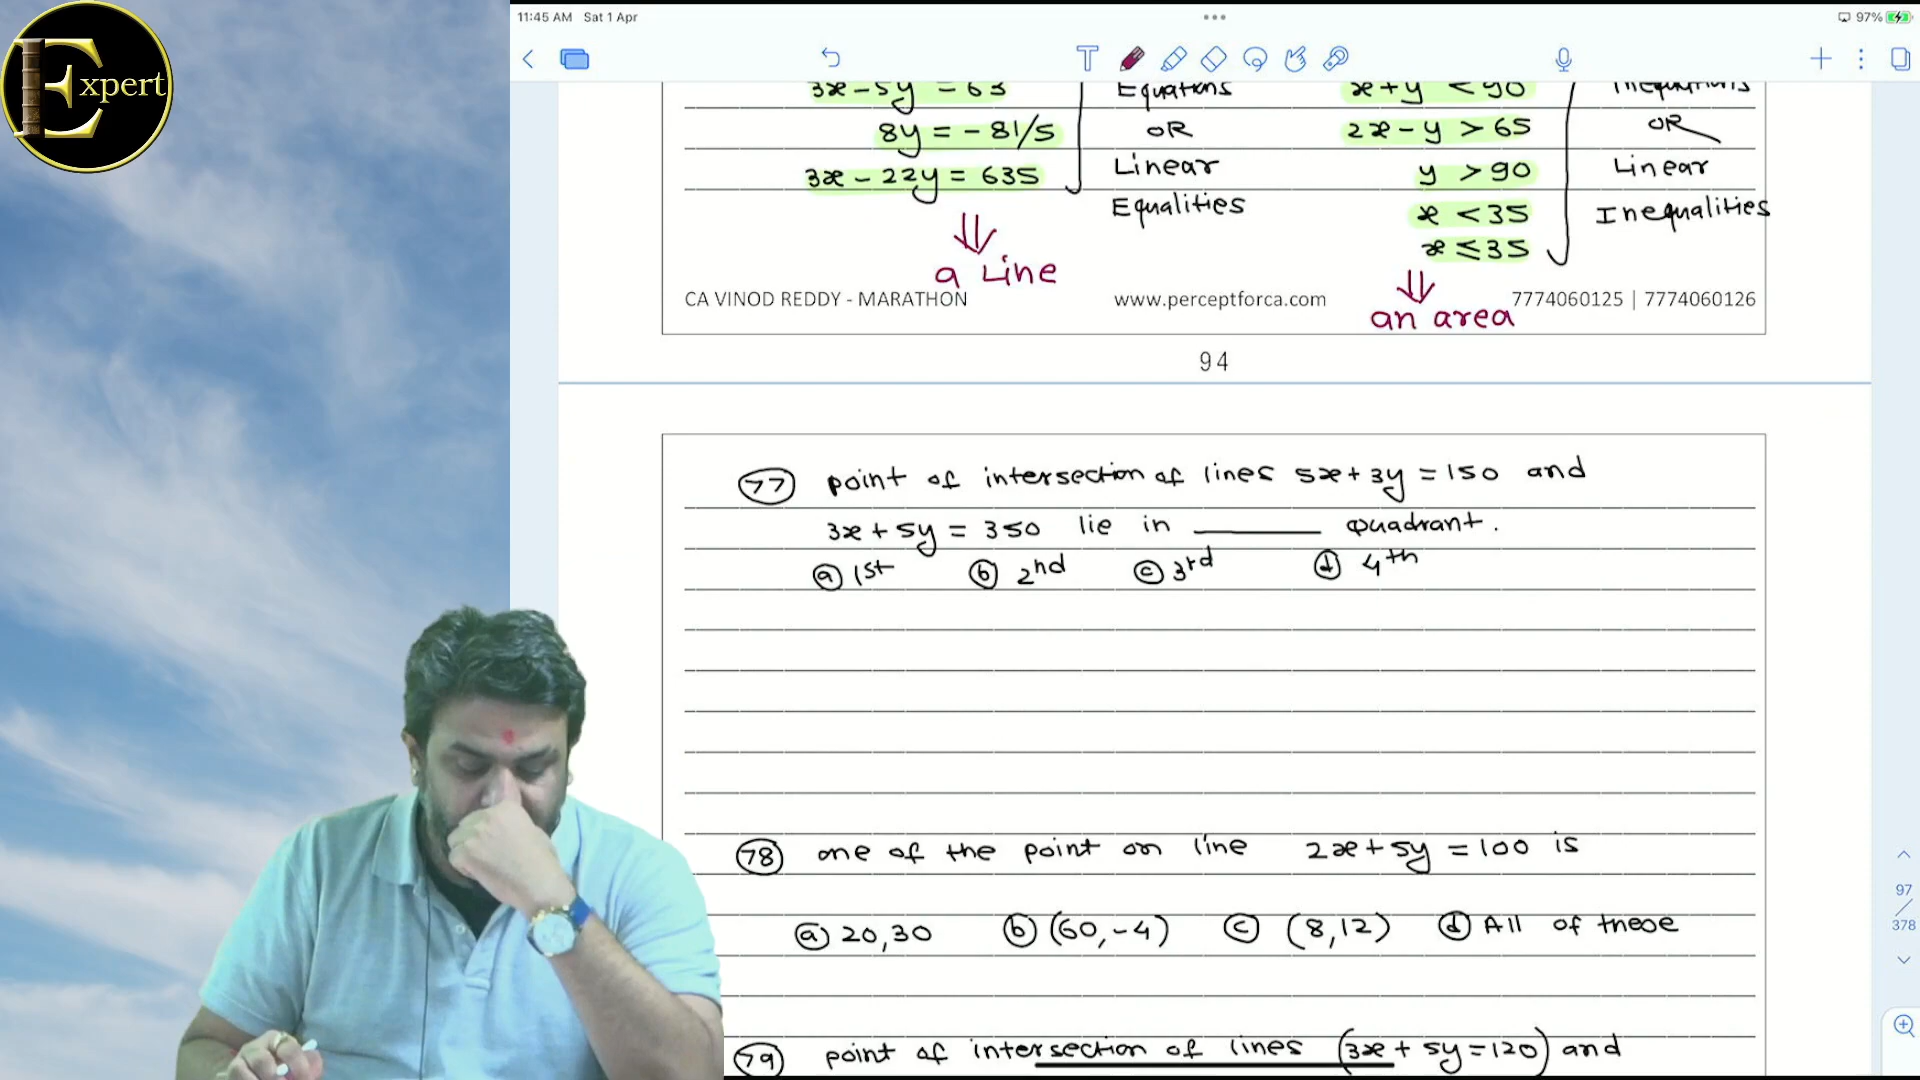 Expert
11:45 AM Sat 1 Apr
97%
3x - 5y = 63
8y = - 81/5
3x - 22y = 635
Equations
OR
Linear
Equalities
x + y < 90
2x - y > 65
y > 90
x < 35
x ≤ 35
Inequations
OR
Linear
Inequalities
⇓
a Line
⇓
an area
CA VINOD REDDY - MARATHON www.perceptforca.com 7774060125 | 7774060126
94
77 point of intersection of lines 5x + 3y = 150 and
3x + 5y = 350 lie in ______ quadrant.
a 1st b 2nd c 3rd d 4th
78 one of the point on line 2x + 5y = 100 is
a 20,30 b (60,-4) c (8,12) d All of these
79 point of intersection of lines (3x + 5y = 120) and
97
/
378